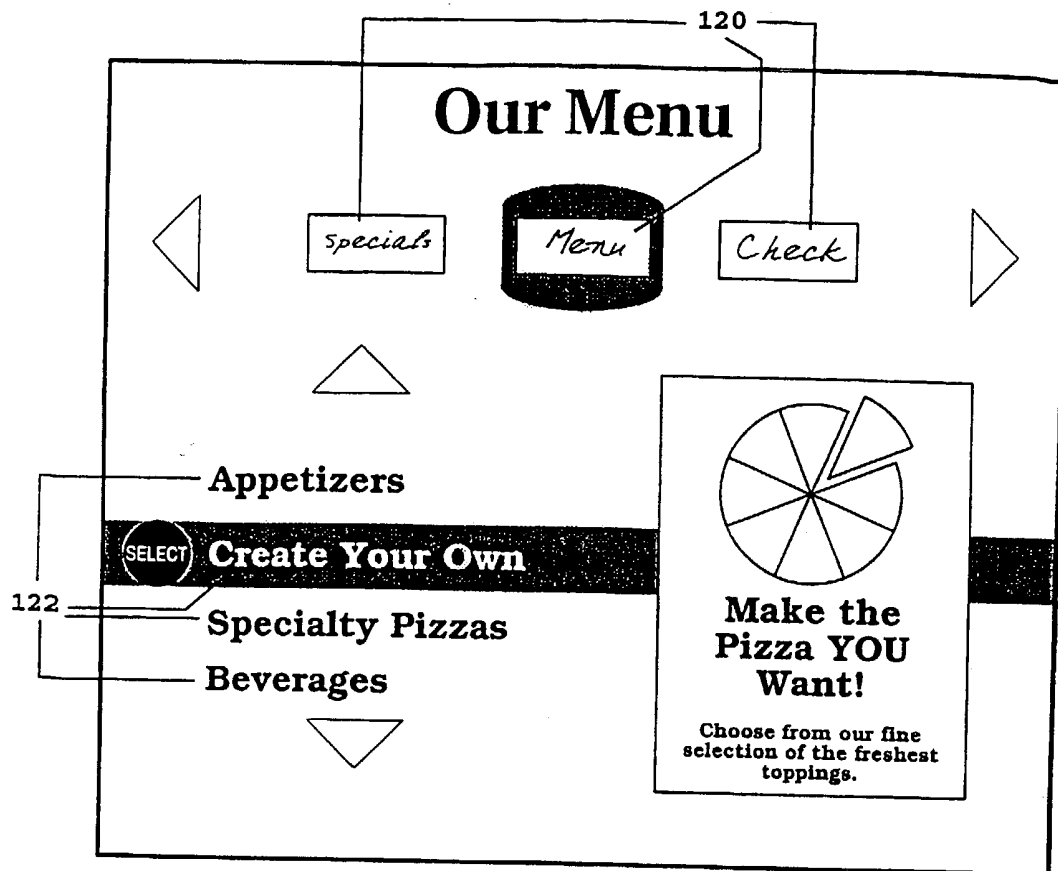 120
Our Menu
specials
Menu
Check
Appetizers
SELECT Create Your Own
122
Specialty Pizzas
Beverages
Make the
Pizza YOU
Want!
Choose from our fine
selection of the freshest
toppings.